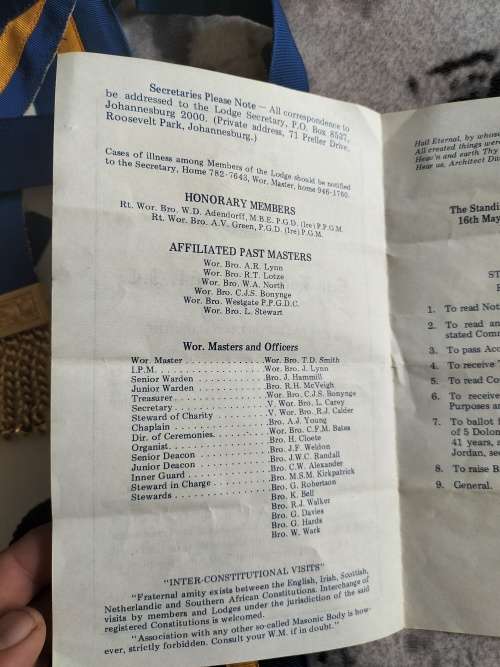 Secretaries Please Note — All correspondence to
be addressed to the Lodge Secretary, P.O. Box 8537,
Johannesburg 2000. (Private address, 71 Preller Drive,
Roosevelt Park, Johannesburg.)
Cases of illness among Members of the Lodge should be notified
to the Secretary, Home 782-7643, Wor. Master, home 946-1760.
HONORARY MEMBERS
Rt. Wor. Bro. W.D. Adendorff, M.B.E. P.G.D. (Ire) P.P.G.M.
Rt. Wor. Bro. A.V. Green, P.G.D. (Ire) P.G.M.
AFFILIATED PAST MASTERS
Wor. Bro. A.R. Lynn
Wor. Bro. R.T. Lotze
Wor. Bro. W.A. North
Wor. Bro. C.J.S. Bonynge
Wor. Bro. Westgate P.P.G.D.C.
Wor. Bro. L. Stewart
Wor. Masters and Officers
Wor. Master . . . . . . . . . . . . . . Wor. Bro. T.D. Smith
I.P.M. . . . . . . . . . . . . . . . . . . . Wor. Bro. J. Lynn
Senior Warden . . . . . . . . . . . . Bro. J. Hammill
Junior Warden . . . . . . . . . . . . Bro. R.H. McVeigh
Treasurer . . . . . . . . . . . . . . . . . Wor. Bro. C.J.S. Bonynge
Secretary . . . . . . . . . . . . . . . . . V. Wor. Bro. L. Carey
Steward of Charity . . . . . . . . . V. Wor. Bro. R.J. Calder
Chaplain . . . . . . . . . . . . . . . . . Bro. A.J. Young
Dir. of Ceremonies. . . . . . . . . Wor. Bro. C.F.M. Bates
Organist. . . . . . . . . . . . . . . . . . Bro. H. Cloete
Senior Deacon . . . . . . . . . . . . Bro. J.F. Weldon
Junior Deacon . . . . . . . . . . . . Bro. J.W.C. Randall
Inner Guard . . . . . . . . . . . . . . Bro. C.W. Alexander
Steward in Charge . . . . . . . . . Bro. M.S.M. Kirkpatrick
Stewards . . . . . . . . . . . . . . . . . Bro. G. Robertson
Bro. K. Bell
Bro. R.J. Walker
Bro. G. Davies
Bro. G. Hards
Bro. W. Wark
"INTER-CONSTITUTIONAL VISITS"
"Fraternal amity exists between the English, Irish, Scottish,
Netherlandic and Southern African Constitutions. Interchange of
visits by members and Lodges under the jurisdiction of the said
registered Constitutions is welcomed.
"Association with any other so-called Masonic Body is how-
ever, strictly forbidden. Consult your W.M. if in doubt."
Hail Eternal, by whose
All created things were
Heav'n and earth Thy
Hear us, Architect
The Standi
16th May
ST
1. To read Not
2. To read an
stated Comm
3. To pass Acc
4. To receive
5. To read Co
6. To receive
Purposes an
7. To ballot f
of 5 Dolon
41 years, a
Jordan, sec
8. To raise B
9. General.